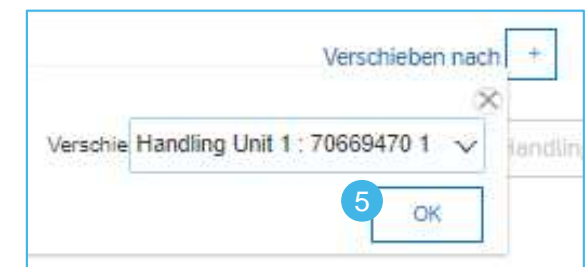 Verschieben nach +
Verschie Handling Unit 1 : 70669470 1
Handlin
5
OK